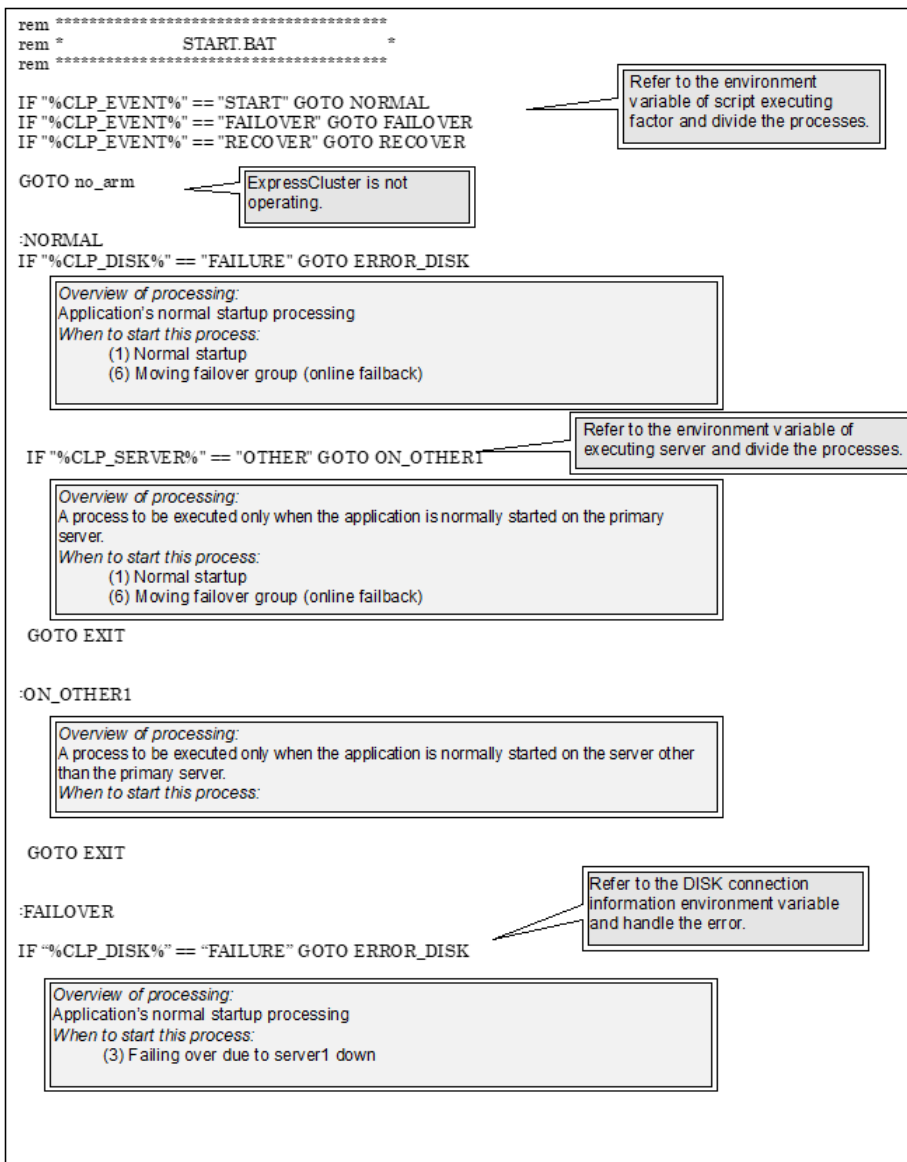 rem ***************************************
rem *                    START.BAT                    *
rem ***************************************
IF "%CLP_EVENT%" == "START" GOTO NORMAL
IF "%CLP_EVENT%" == "FAILOVER" GOTO FAILOVER
IF "%CLP_EVENT%" == "RECOVER" GOTO RECOVER
Refer to the environment
variable of script executing
factor and divide the processes.
GOTO no_arm
ExpressCluster is not
operating.
:NORMAL
IF "%CLP_DISK%" == "FAILURE" GOTO ERROR_DISK
Overview of processing:
Application's normal startup processing
When to start this process:
(1) Normal startup
(6) Moving failover group (online failback)
Refer to the environment variable of
executing server and divide the processes.
IF "%CLP_SERVER%" == "OTHER" GOTO ON_OTHER1
Overview of processing:
A process to be executed only when the application is normally started on the primary
server.
When to start this process:
(1) Normal startup
(6) Moving failover group (online failback)
GOTO EXIT
:ON_OTHER1
Overview of processing:
A process to be executed only when the application is normally started on the server other
than the primary server.
When to start this process:
GOTO EXIT
Refer to the DISK connection
information environment variable
and handle the error.
:FAILOVER
IF “%CLP_DISK%” == “FAILURE” GOTO ERROR_DISK
Overview of processing:
Application's normal startup processing
When to start this process:
(3) Failing over due to server1 down